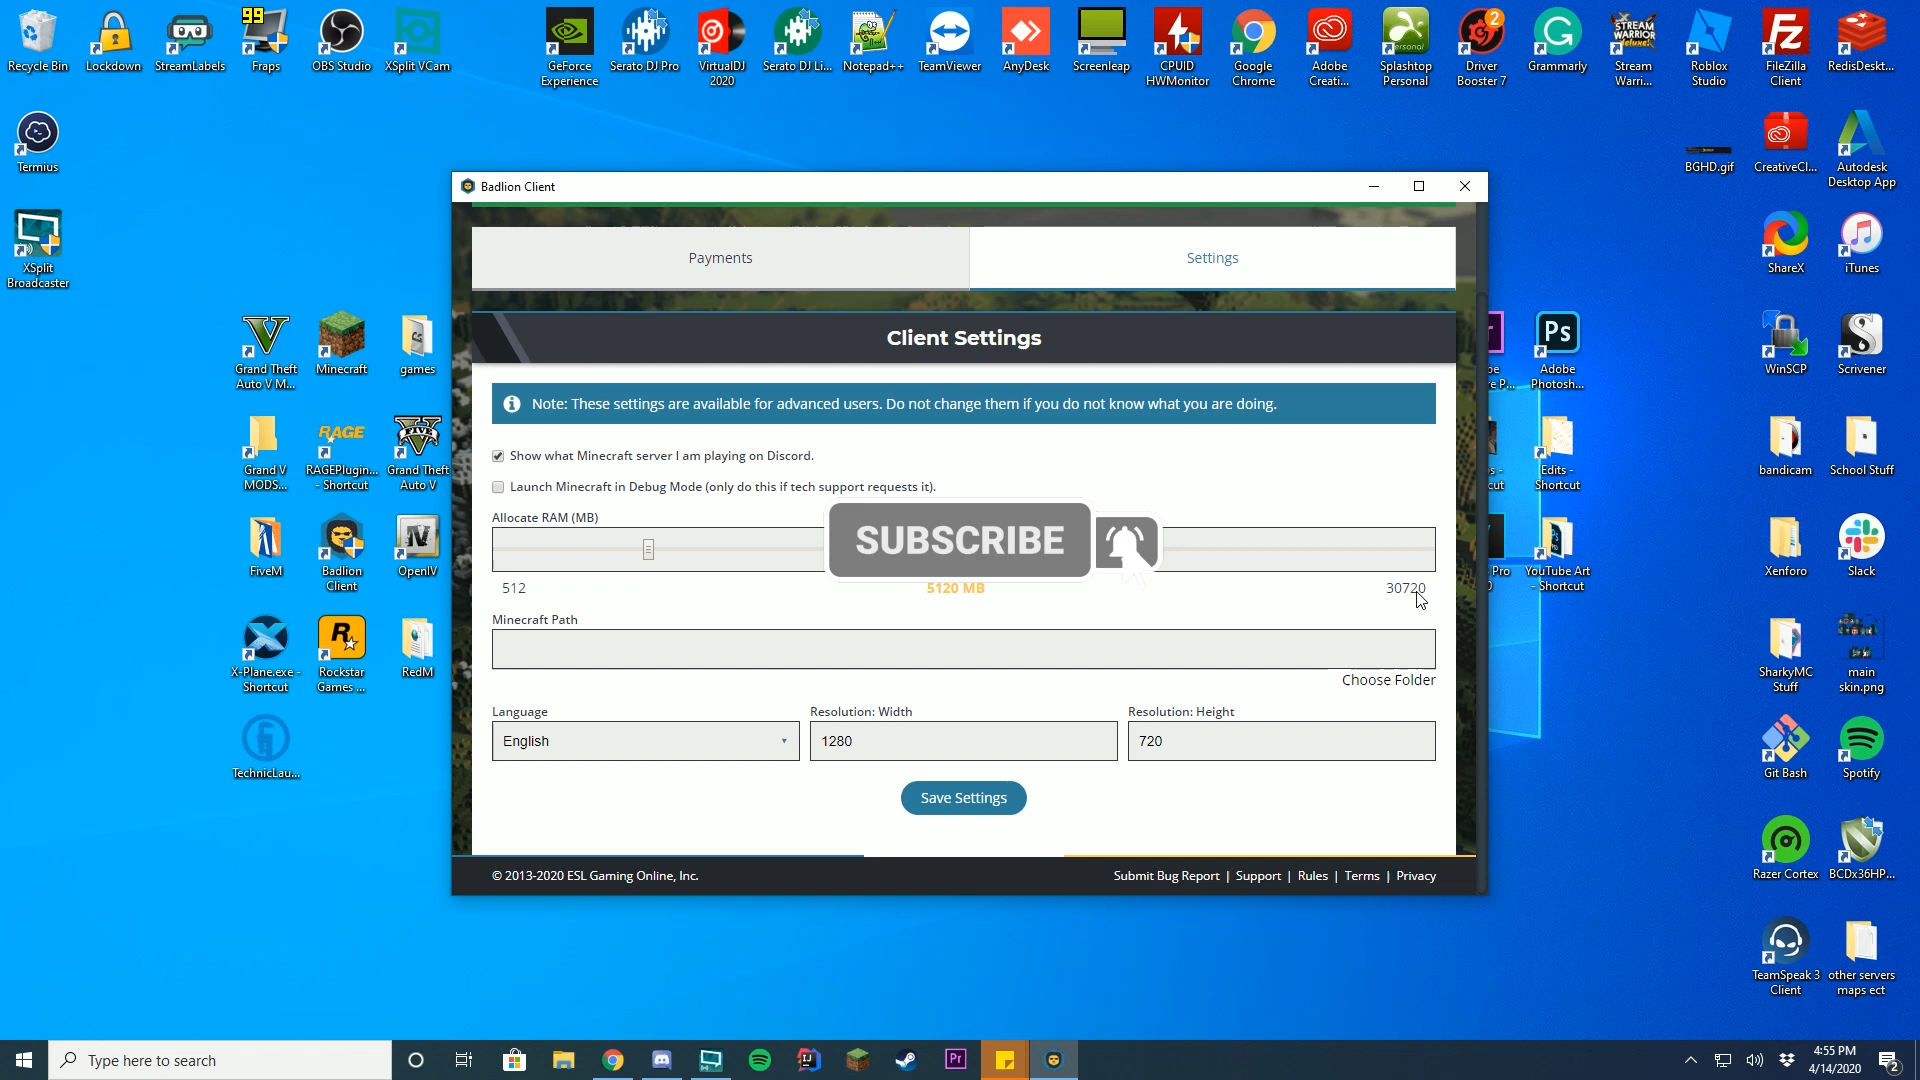 99
Recycle Bin
Lockdown
StreamLabels
Fraps
OBS Studio
XSplit VCam
GeForce
Experience
Serato DJ Pro
VirtualDJ
2020
Serato DJ Li...
Notepad++
TeamViewer
AnyDesk
Screenleap
CPUID
HWMonitor
Google
Chrome
Adobe
Creati...
Splashtop
Personal
Driver
Booster 7
Grammarly
Stream
Warri...
Roblox
Studio
FileZilla
Client
RedisDeskt...
Termius
BGHD.gif
CreativeCl...
Autodesk
Desktop App
XSplit
Broadcaster
ShareX
iTunes
Grand Theft
Auto V M...
Minecraft
games
Adobe
Photosh...
WinSCP
Scrivener
Grand V
MODS...
RAGEPlugin...
- Shortcut
Grand Theft
Auto V
Edits -
Shortcut
bandicam
School Stuff
FiveM
Badlion
Client
OpenIV
YouTube Art
- Shortcut
Xenforo
Slack
X-Plane.exe -
Shortcut
Rockstar
Games ...
RedM
SharkyMC
Stuff
main
skin.png
TechnicLau...
Git Bash
Spotify
Razer Cortex
BCDx36HP...
TeamSpeak 3
Client
other servers
maps ect
Badlion Client
Payments
Settings
Client Settings
Note: These settings are available for advanced users. Do not change them if you do not know what you are doing.
Show what Minecraft server I am playing on Discord.
Launch Minecraft in Debug Mode (only do this if tech support requests it).
Allocate RAM (MB)
SUBSCRIBE
512
5120 MB
30720
Minecraft Path
Choose Folder
Language
Resolution: Width
Resolution: Height
English
1280
720
Save Settings
© 2013-2020 ESL Gaming Online, Inc.
Submit Bug Report | Support | Rules | Terms | Privacy
Type here to search
4:55 PM
4/14/2020
2